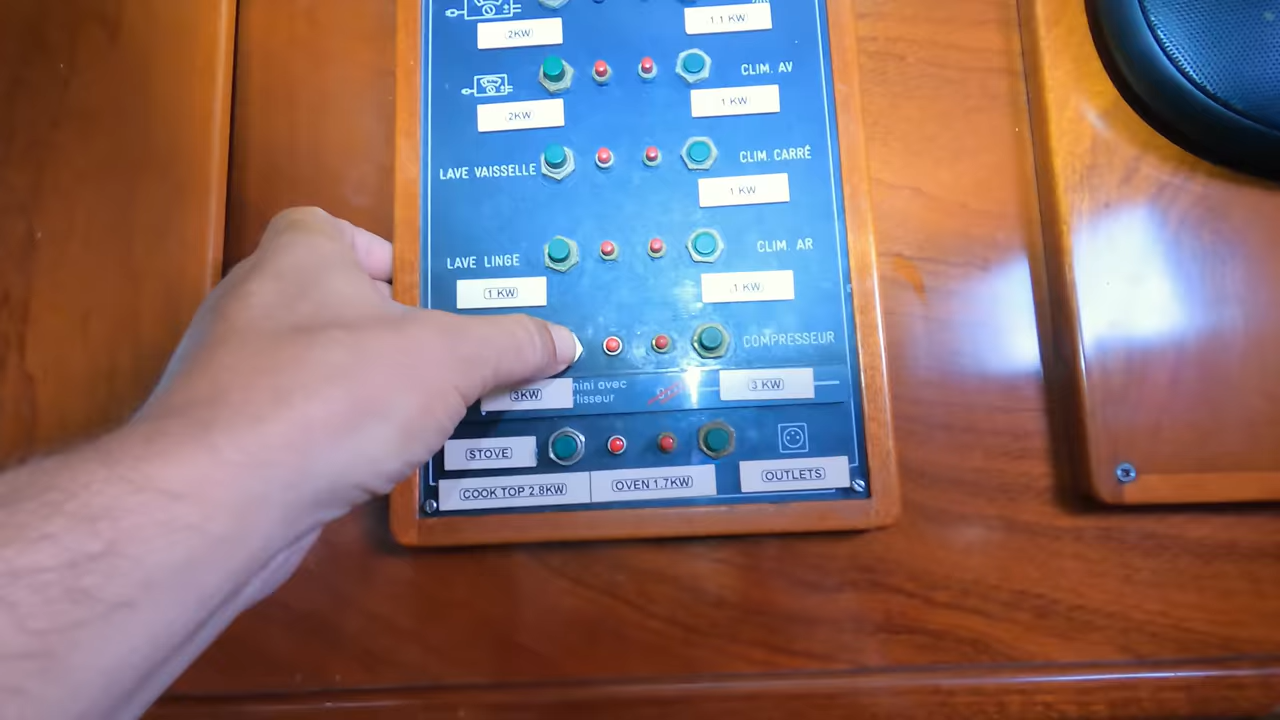 2KW
1.1 KW
CLIM. AV
2KW
1 KW
LAVE VAISSELLE
CLIM. CARRÉ
1 KW
LAVE LINGE
CLIM. AR
1 KW
1 KW
COMPRESSEUR
avec
3KW
3 KW
STOVE
COOK TOP 2.8KW
OVEN 1.7KW
OUTLETS